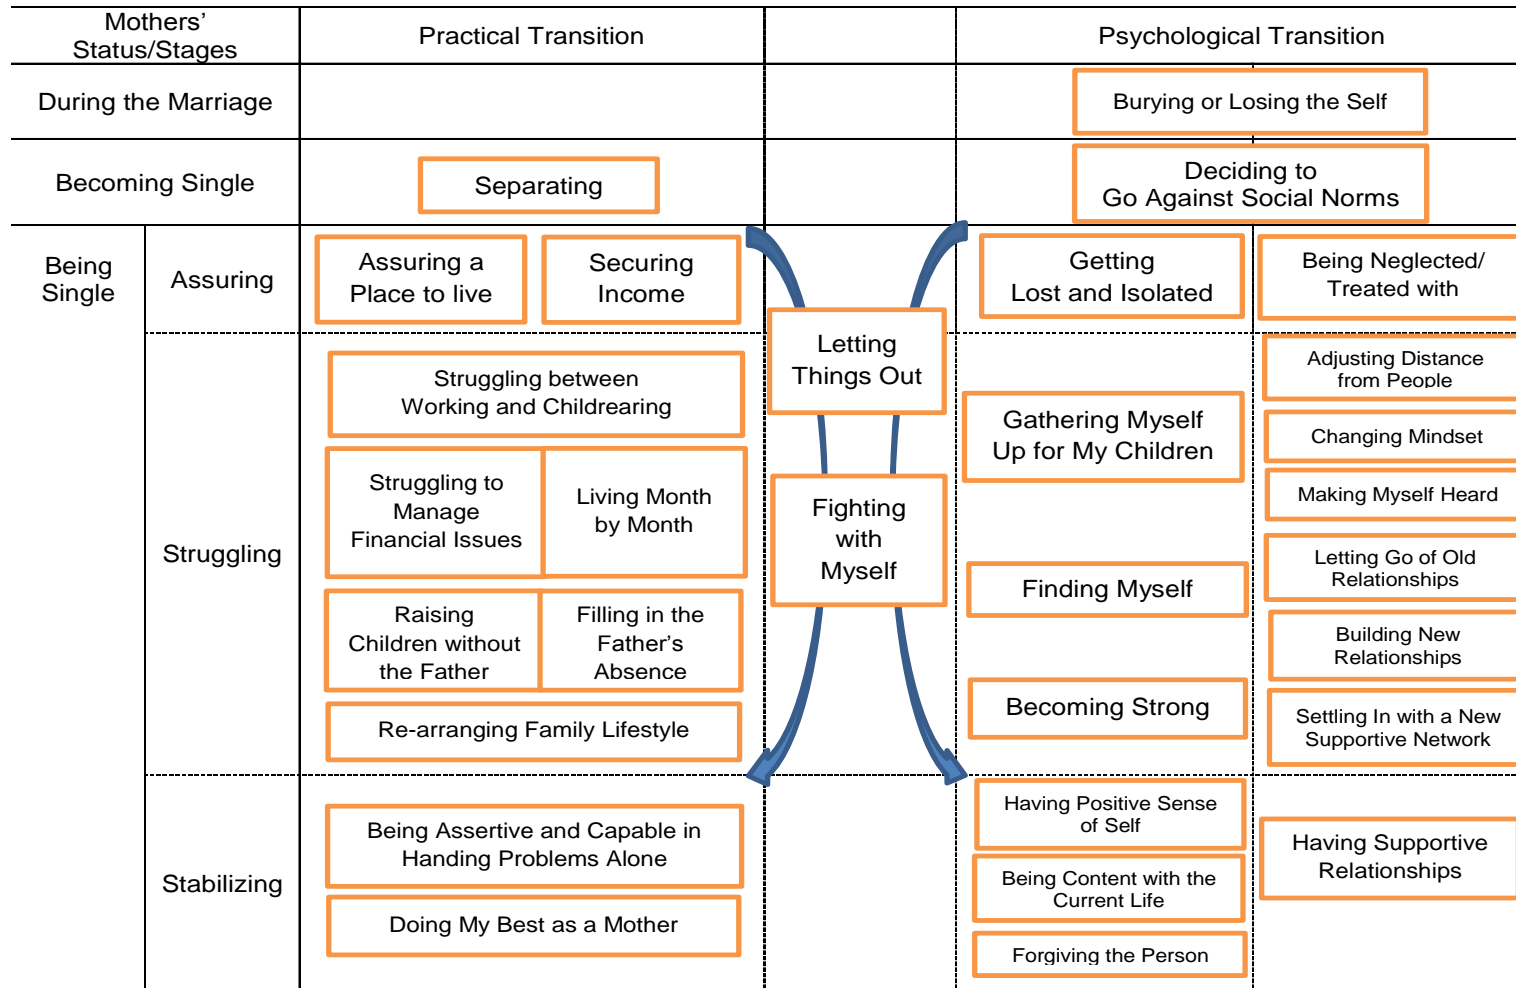 Mothers’
Status/Stages
Practical Transition
Psychological Transition
During the Marriage
Burying or Losing the Self
Becoming Single
Separating
Deciding to
Go Against Social Norms
Being
Single
Assuring
Assuring a
Place to live
Securing
Income
Getting
Lost and Isolated
Being Neglected/
Treated with
Letting
Things Out
Struggling
Struggling between
Working and Childrearing
Struggling to
Manage
Financial Issues
Living Month
by Month
Raising
Children without
the Father
Filling in the
Father’s
Absence
Re-arranging Family Lifestyle
Fighting
with
Myself
Gathering Myself
Up for My Children
Finding Myself
Becoming Strong
Adjusting Distance
from People
Changing Mindset
Making Myself Heard
Letting Go of Old
Relationships
Building New
Relationships
Settling In with a New
Supportive Network
Stabilizing
Being Assertive and Capable in
Handing Problems Alone
Doing My Best as a Mother
Having Positive Sense
of Self
Being Content with the
Current Life
Forgiving the Person
Having Supportive
Relationships